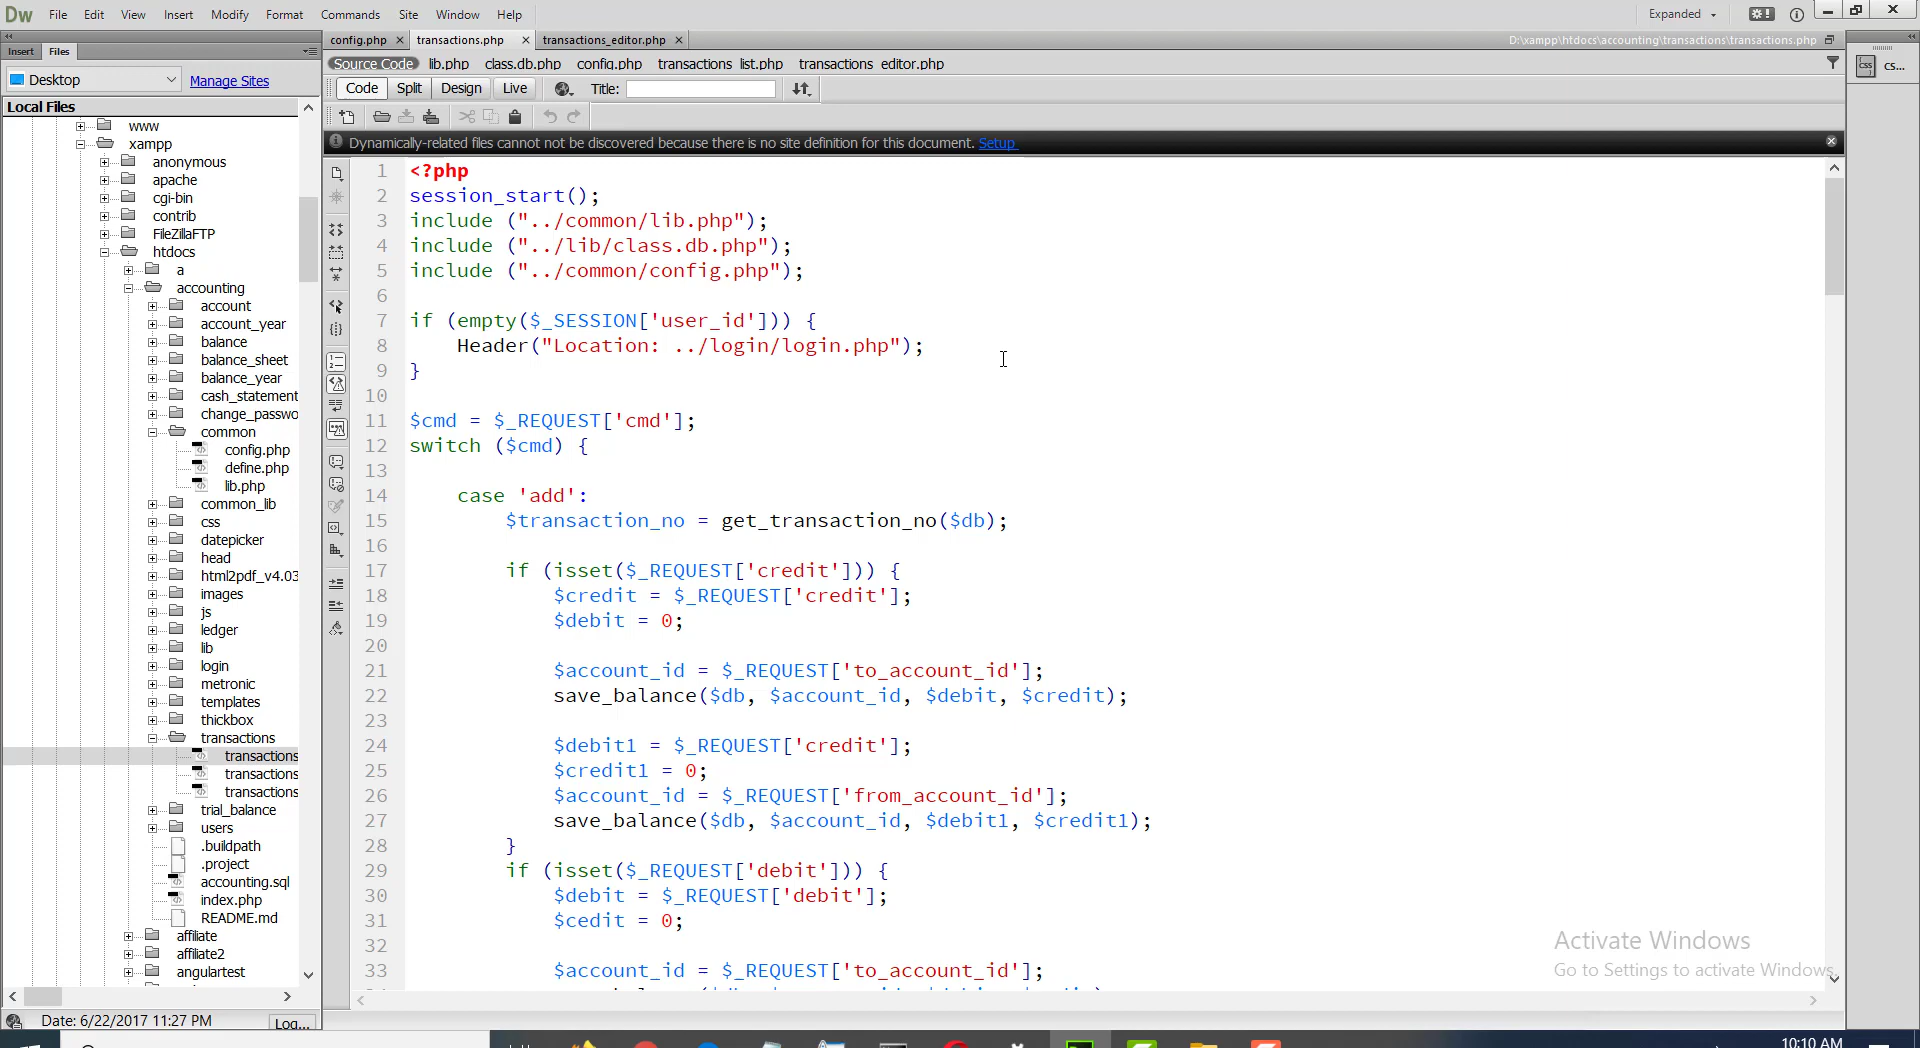 Dw File Edit View Insert Modify Format Commands Site Window Help Expanded
Insert Files
config.php transactions.php transactions_editor.php D:\xampp\htdocs\accounting\transactions\transactions.php
Source Code lib.php class.db.php config.php transactions_list.php transactions_editor.php
Desktop Manage Sites
Code Split Design Live Title:
Local Files
Dynamically-related files cannot not be discovered because there is no site definition for this document. Setup
CSS cs...
www
xampp
anonymous
apache
cgi-bin
contrib
FileZillaFTP
htdocs
a
accounting
account
account_year
balance
balance_sheet
balance_year
cash_statement
change_passwo
common
config.php
define.php
lib.php
common_lib
css
datepicker
head
html2pdf_v4.03
images
js
ledger
lib
login
metronic
templates
thickbox
transactions
transactions
transactions
transactions
trial_balance
users
.buildpath
.project
accounting.sql
index.php
README.md
affiliate
affiliate2
angulartest
Date: 6/22/2017 11:27 PM Log...
1 <?php
2 session_start();
3 include ("../common/lib.php");
4 include ("../lib/class.db.php");
5 include ("../common/config.php");
6
7 if (empty($_SESSION['user_id'])) {
8 Header("Location: ../login/login.php");
9 }
10
11 $cmd = $_REQUEST['cmd'];
12 switch ($cmd) {
13
14 case 'add':
15 $transaction_no = get_transaction_no($db);
16
17 if (isset($_REQUEST['credit'])) {
18 $credit = $_REQUEST['credit'];
19 $debit = 0;
20
21 $account_id = $_REQUEST['to_account_id'];
22 save_balance($db, $account_id, $debit, $credit);
23
24 $debit1 = $_REQUEST['credit'];
25 $credit1 = 0;
26 $account_id = $_REQUEST['from_account_id'];
27 save_balance($db, $account_id, $debit1, $credit1);
28 }
29 if (isset($_REQUEST['debit'])) {
30 $debit = $_REQUEST['debit'];
31 $cedit = 0;
32
33 $account_id = $_REQUEST['to_account_id'];
Activate Windows
Go to Settings to activate Windows.
10:10 AM